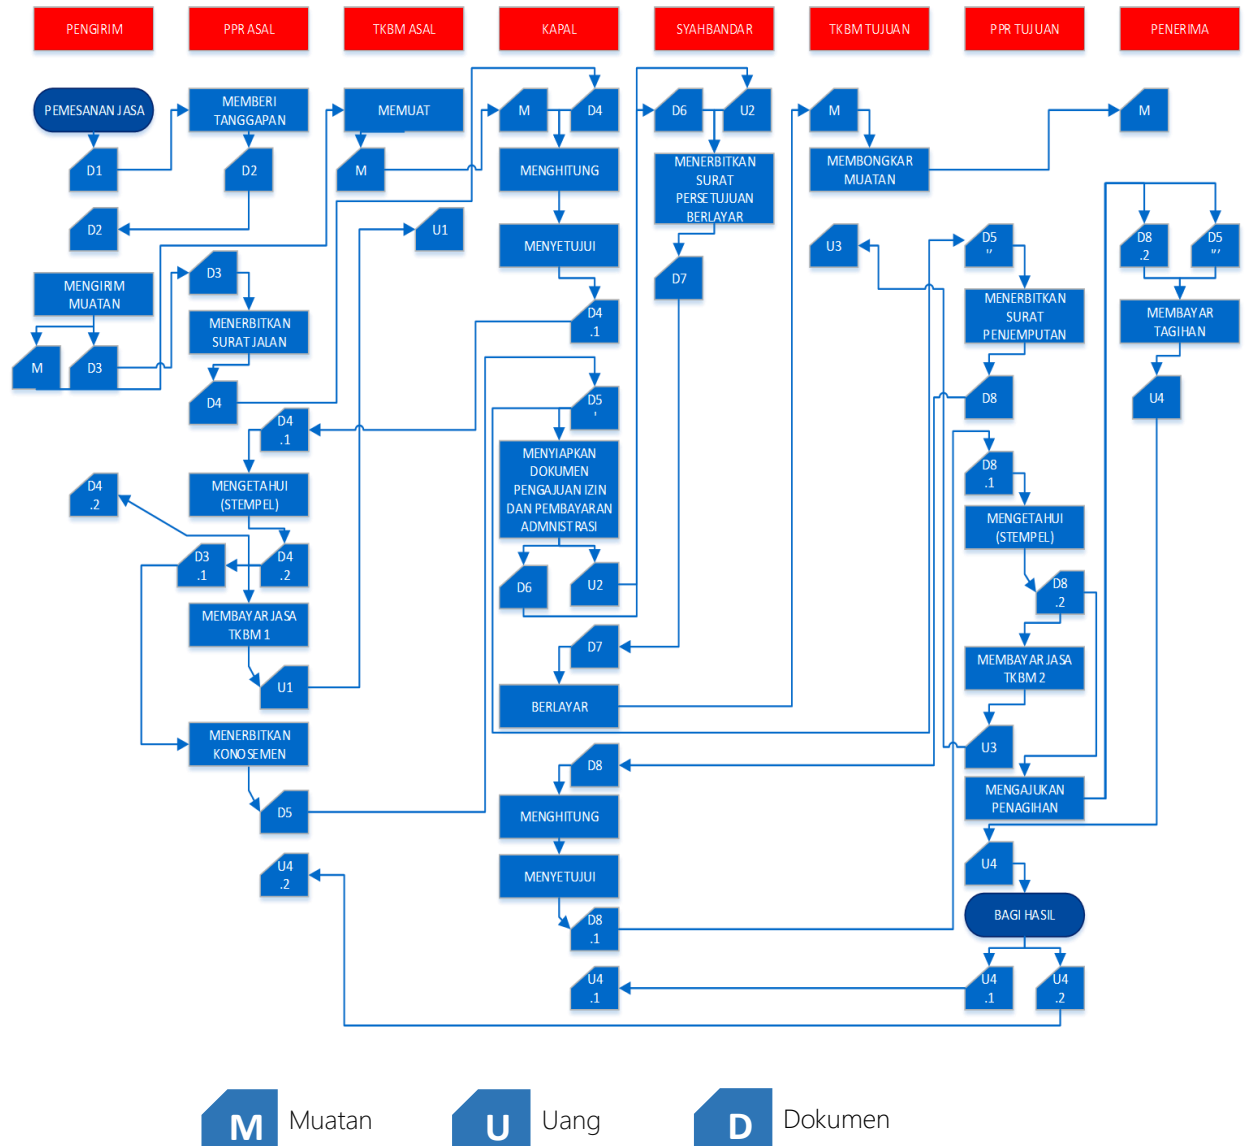 PENGIRIM
PPR ASAL
TKBM ASAL
KAPAL
SYAHBANDAR
TKBM TUJUAN
PPR TUJUAN
PENERIMA
PEMESANAN JASA
MEMBERI
TANGGAPAN
MEMUAT
M
D4
D6
U2
M
M
D1
D2
M
MENGHITUNG
MENERBITKAN
SURAT
PERSETUJUAN
BERLAYAR
MEMBONGKAR
MUATAN
D2
U1
MENYETUJUI
U3
D5
''
D8
.2
D5
'''
MENGIRIM
MUATAN
D3
D7
MENERBITKAN
SURAT JALAN
D4
.1
MENERBITKAN
SURAT
PENJEMPUTAN
MEMBAYAR
TAGIHAN
M
D3
D4
D5
'
D8
U4
D4
.1
MENYIAPKAN
DOKUMEN
PENGAJUAN IZIN
DAN PEMBAYARAN
ADMNISTRASI
D8
.1
D4
.2
MENGETAHUI
(STEMPEL)
MENGETAHUI
(STEMPEL)
D3
.1
D4
.2
D6
U2
D8
.2
MEMBAYAR JASA
TKBM 1
D7
MEMBAYAR JASA
TKBM 2
U1
BERLAYAR
MENERBITKAN
KONOSEMEN
U3
D8
D5
MENGHITUNG
MENGAJUKAN
PENAGIHAN
U4
.2
MENYETUJUI
U4
D8
.1
BAGI HASIL
U4
.1
U4
.1
U4
.2
M Muatan
U Uang
D Dokumen